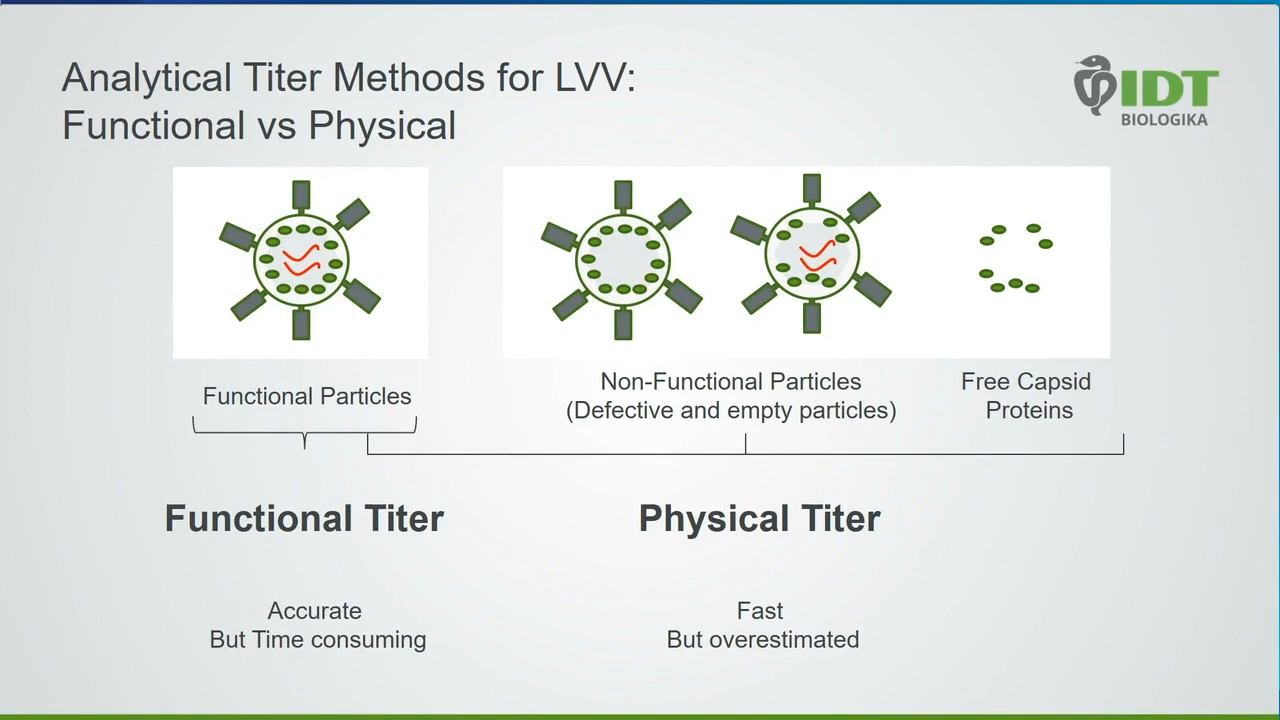 Analytical Titer Methods for LVV:
Functional vs Physical
IDT
BIOLOGIKA
Functional Particles
Non-Functional Particles
(Defective and empty particles)
Free Capsid
Proteins
Functional Titer
Physical Titer
Accurate
But Time consuming
Fast
But overestimated